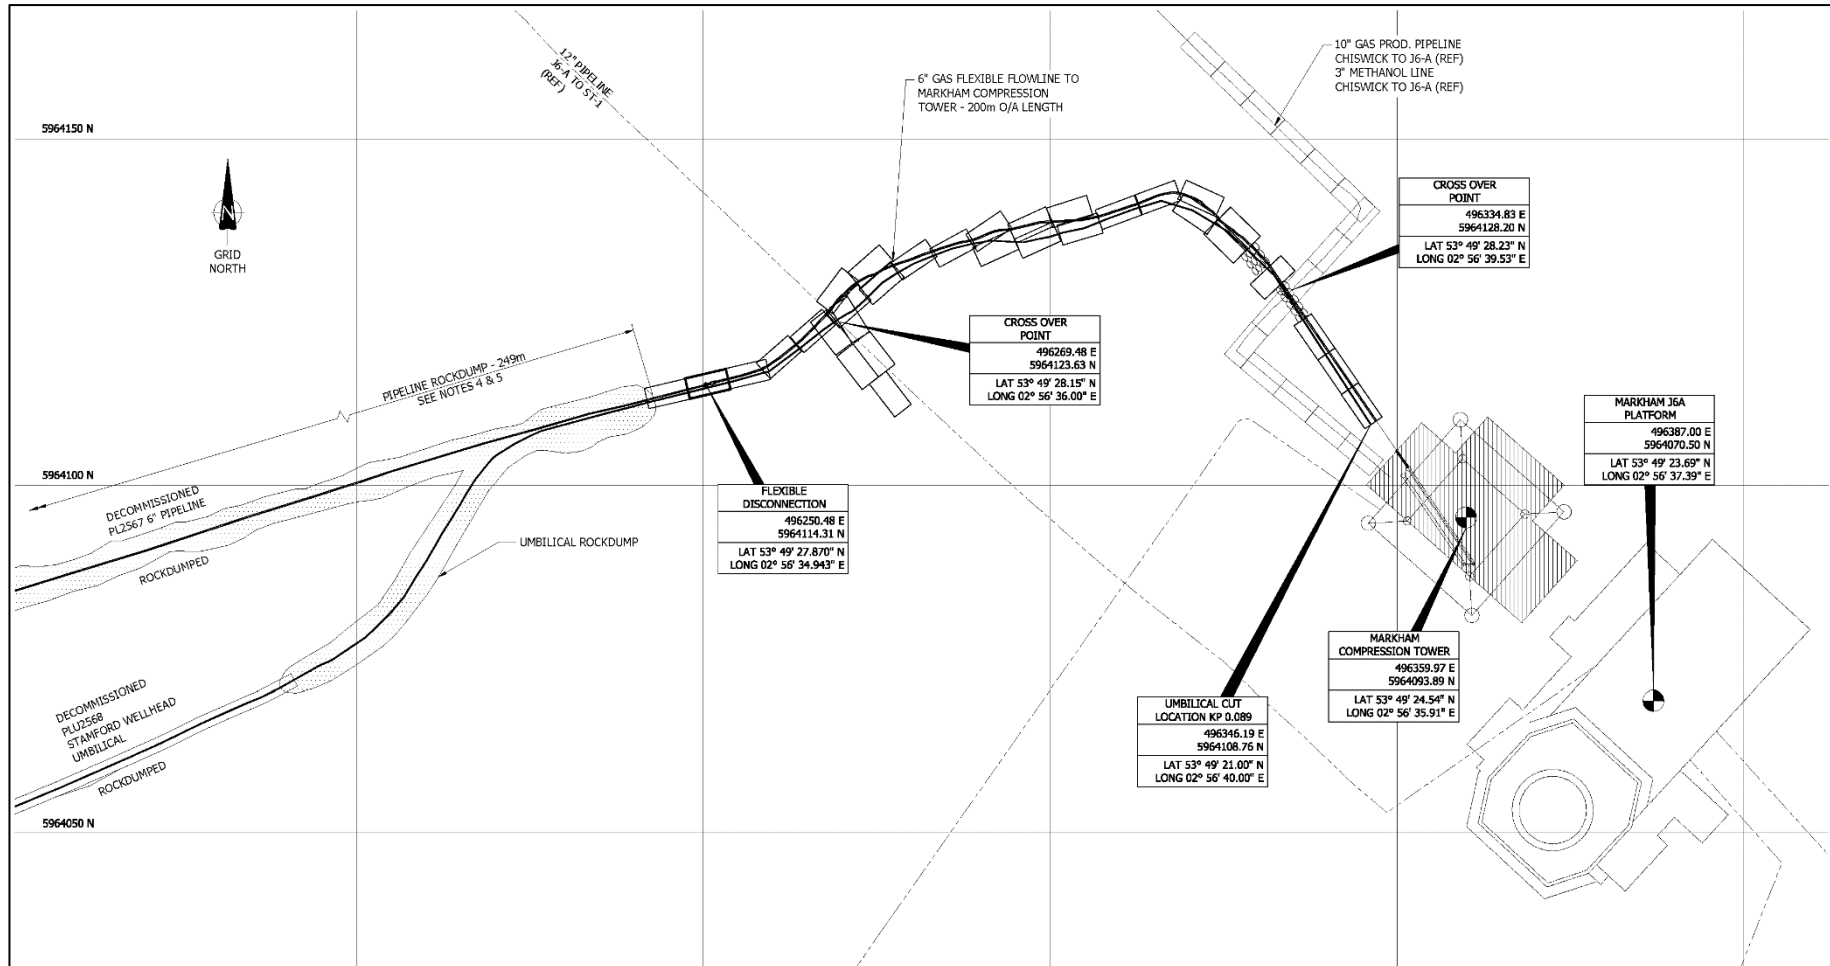 12" PIPELINE
J6-A TO ST-1
(REF)
6" GAS FLEXIBLE FLOWLINE TO
MARKHAM COMPRESSION
TOWER - 200m O/A LENGTH
10" GAS PROD. PIPELINE
CHISWICK TO J6-A (REF)
3" METHANOL LINE
CHISWICK TO J6-A (REF)
5964150 N
N
GRID
NORTH
CROSS OVER
POINT
496334.83 E
5964128.20 N
LAT 53° 49' 28.23" N
LONG 02° 56' 39.53" E
CROSS OVER
POINT
496269.48 E
5964123.63 N
LAT 53° 49' 28.15" N
LONG 02° 56' 36.00" E
PIPELINE ROCKDUMP - 249m
SEE NOTES 4 & 5
MARKHAM J6A
PLATFORM
496387.00 E
5964070.50 N
LAT 53° 49' 23.69" N
LONG 02° 56' 37.39" E
5964100 N
DECOMMISSIONED
PL2567 6" PIPELINE
ROCKDUMPED
FLEXIBLE
DISCONNECTION
496250.48 E
5964114.31 N
LAT 53° 49' 27.870" N
LONG 02° 56' 34.943" E
UMBILICAL ROCKDUMP
MARKHAM
COMPRESSION TOWER
496359.97 E
5964093.89 N
LAT 53° 49' 24.54" N
LONG 02° 56' 35.91" E
UMBILICAL CUT
LOCATION KP 0.089
496346.19 E
5964108.76 N
LAT 53° 49' 21.00" N
LONG 02° 56' 40.00" E
DECOMMISSIONED
PLU2568
STAMFORD WELLHEAD
UMBILICAL
ROCKDUMPED
5964050 N